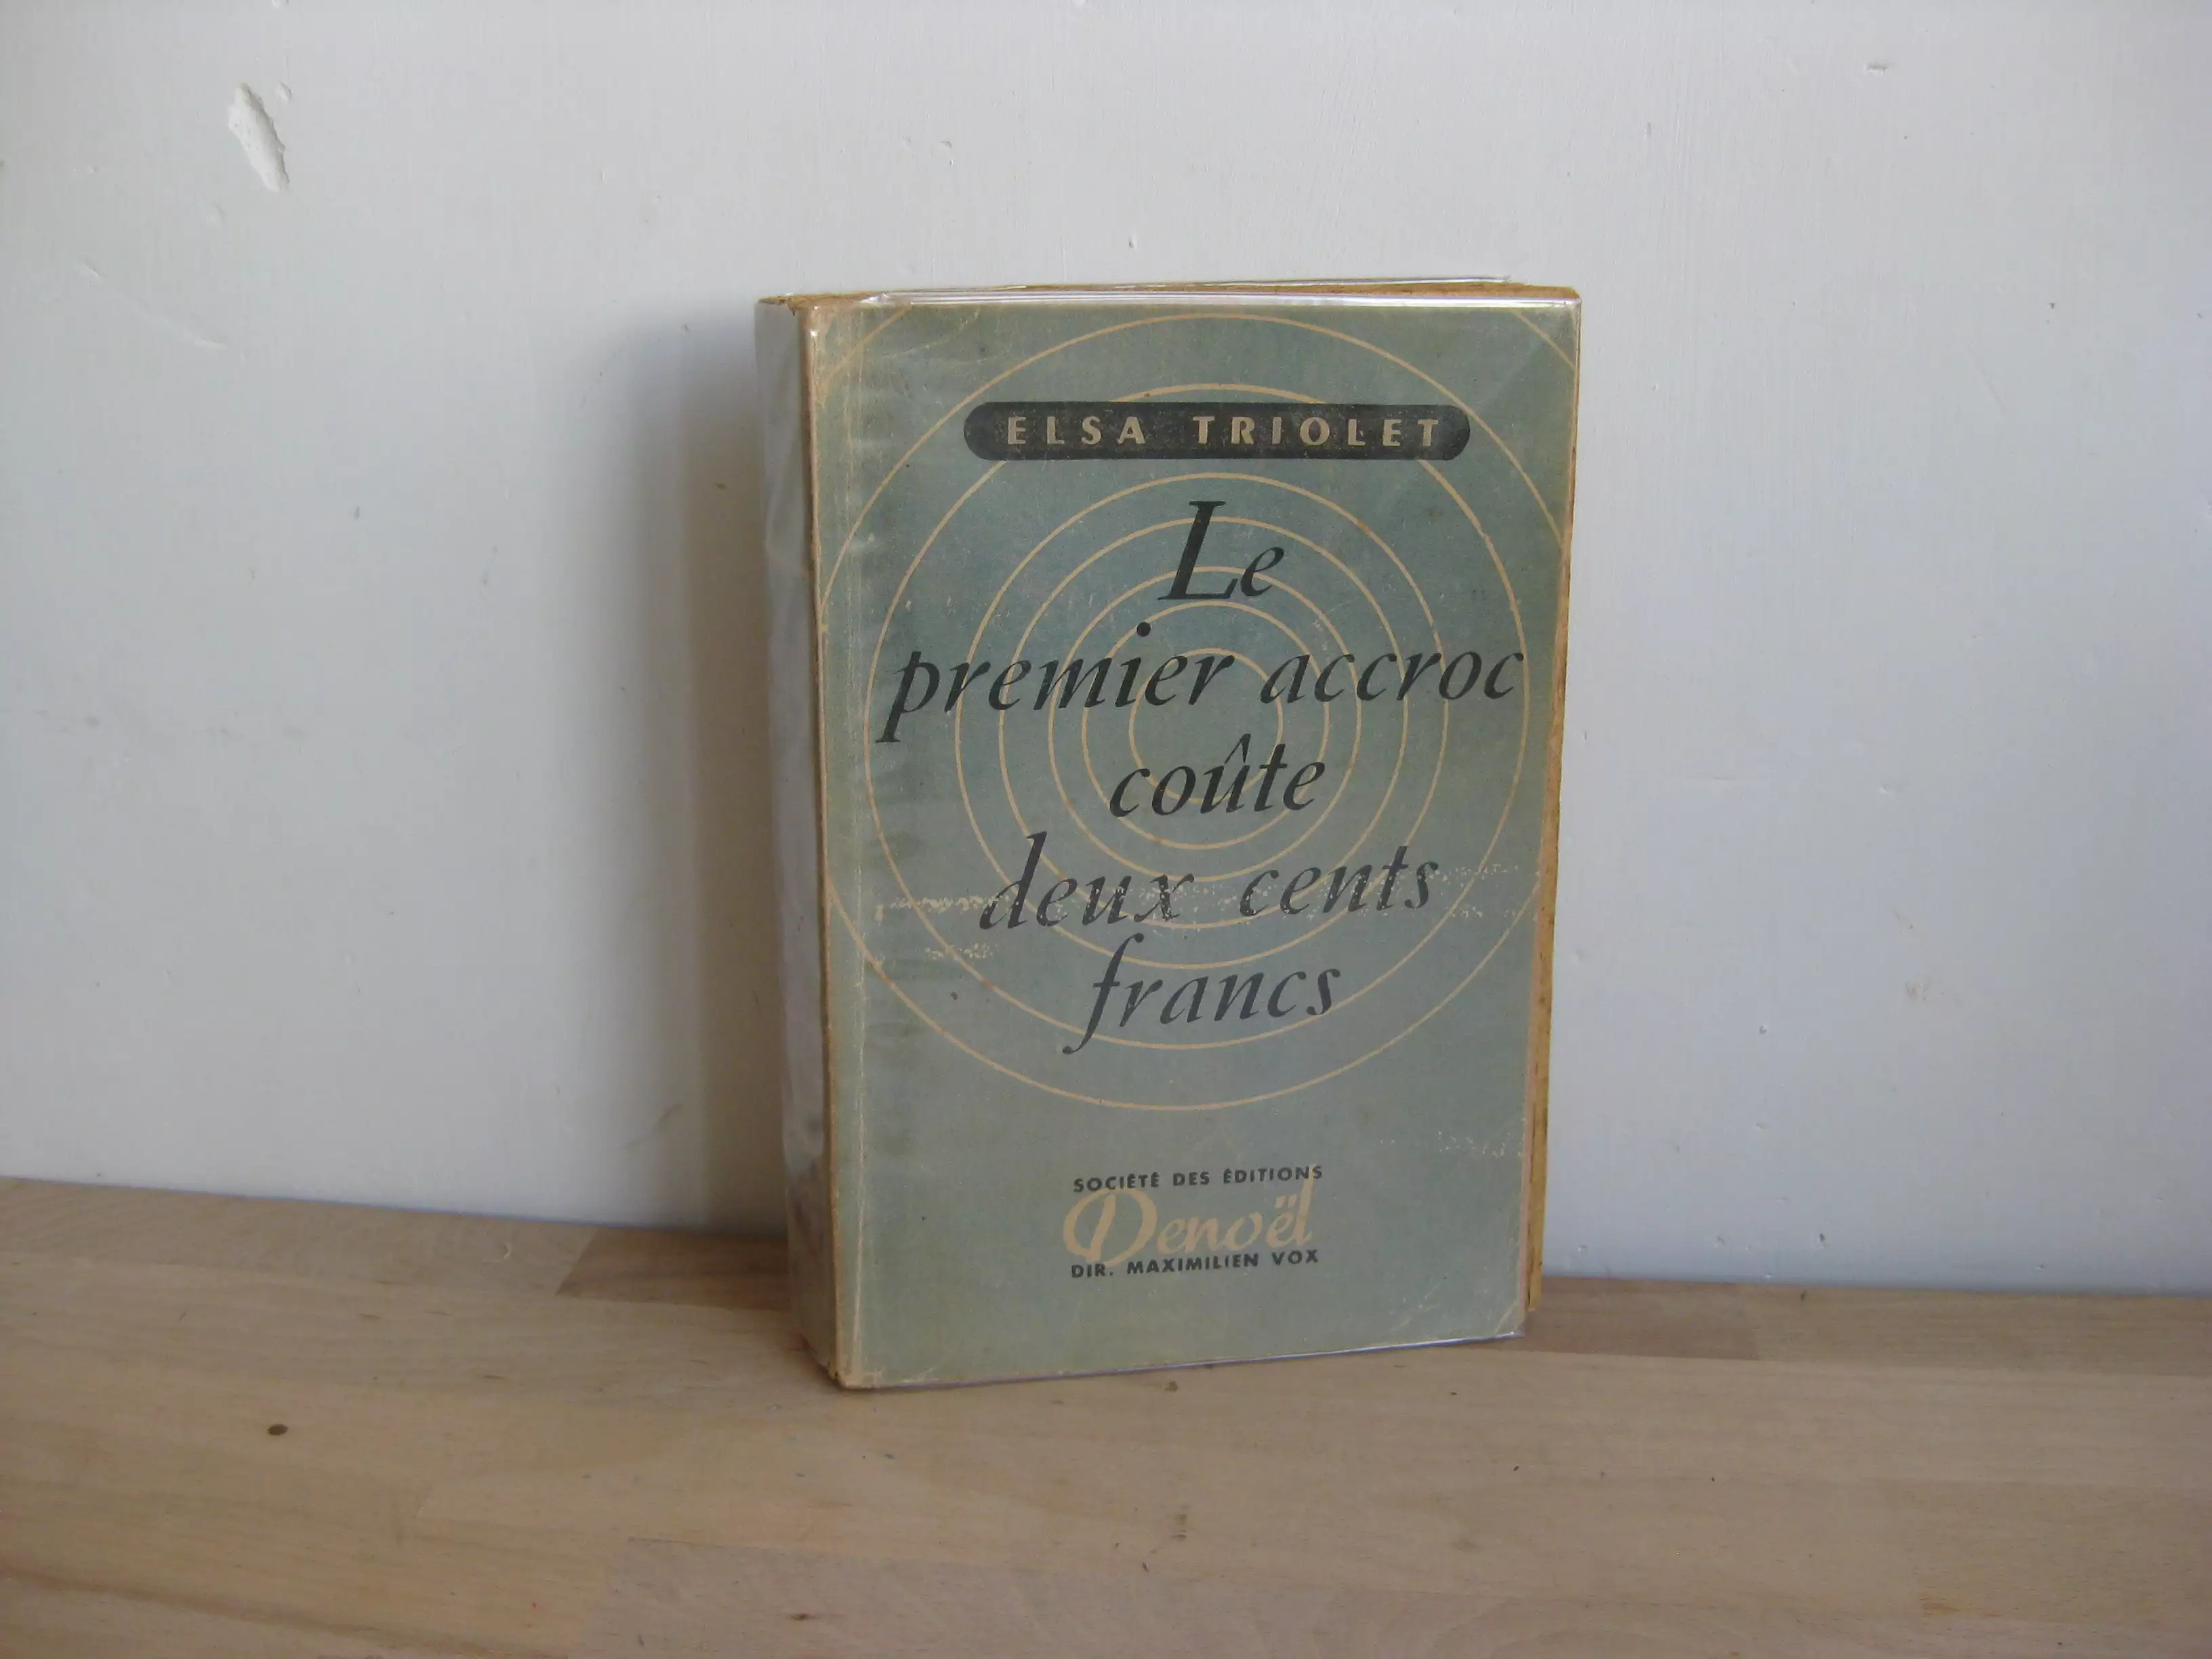 ELSA TRIOLET
Le
premier accroc
coûte
deux cents
francs
SOCIÉTÉ DES ÉDITIONS
Denoël
DIR. MAXIMILIEN VOX